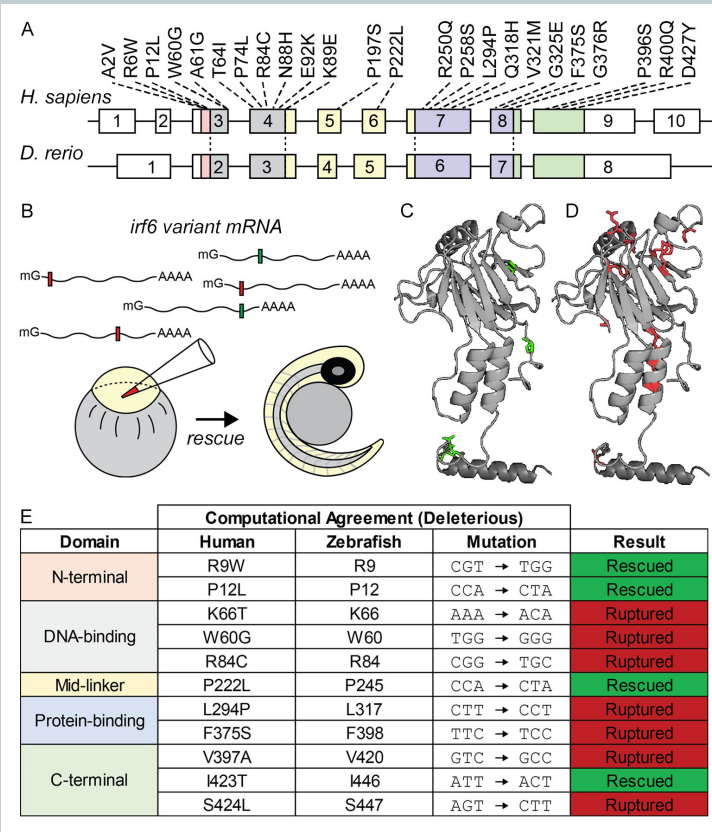 A
A2V R6W P12L W60G A61G T64I P74L R84C N88H E92K K89E P197S P222L R250Q P258S L294P Q318H V321M G325E F375S G376R P396S R400Q D427Y
H. sapiens
1 2 3 4 5 6 7 8 9 10
D. rerio
1 2 3 4 5 6 7 8
B
irf6 variant mRNA
mG AAAA
mG AAAA
mG AAAA
mG AAAA
mG AAAA
rescue
C
D
E
Computational Agreement (Deleterious)
Domain Human Zebrafish Mutation Result
N-terminal
R9W R9 CGT → TGG Rescued
P12L P12 CCA → CTA Rescued
DNA-binding
K66T K66 AAA → ACA Ruptured
W60G W60 TGG → GGG Ruptured
R84C R84 CGG → TGC Ruptured
Mid-linker P222L P245 CCA → CTA Rescued
Protein-binding
L294P L317 CTT → CCT Ruptured
F375S F398 TTC → TCC Ruptured
C-terminal
V397A V420 GTC → GCC Ruptured
I423T I446 ATT → ACT Rescued
S424L S447 AGT → CTT Ruptured